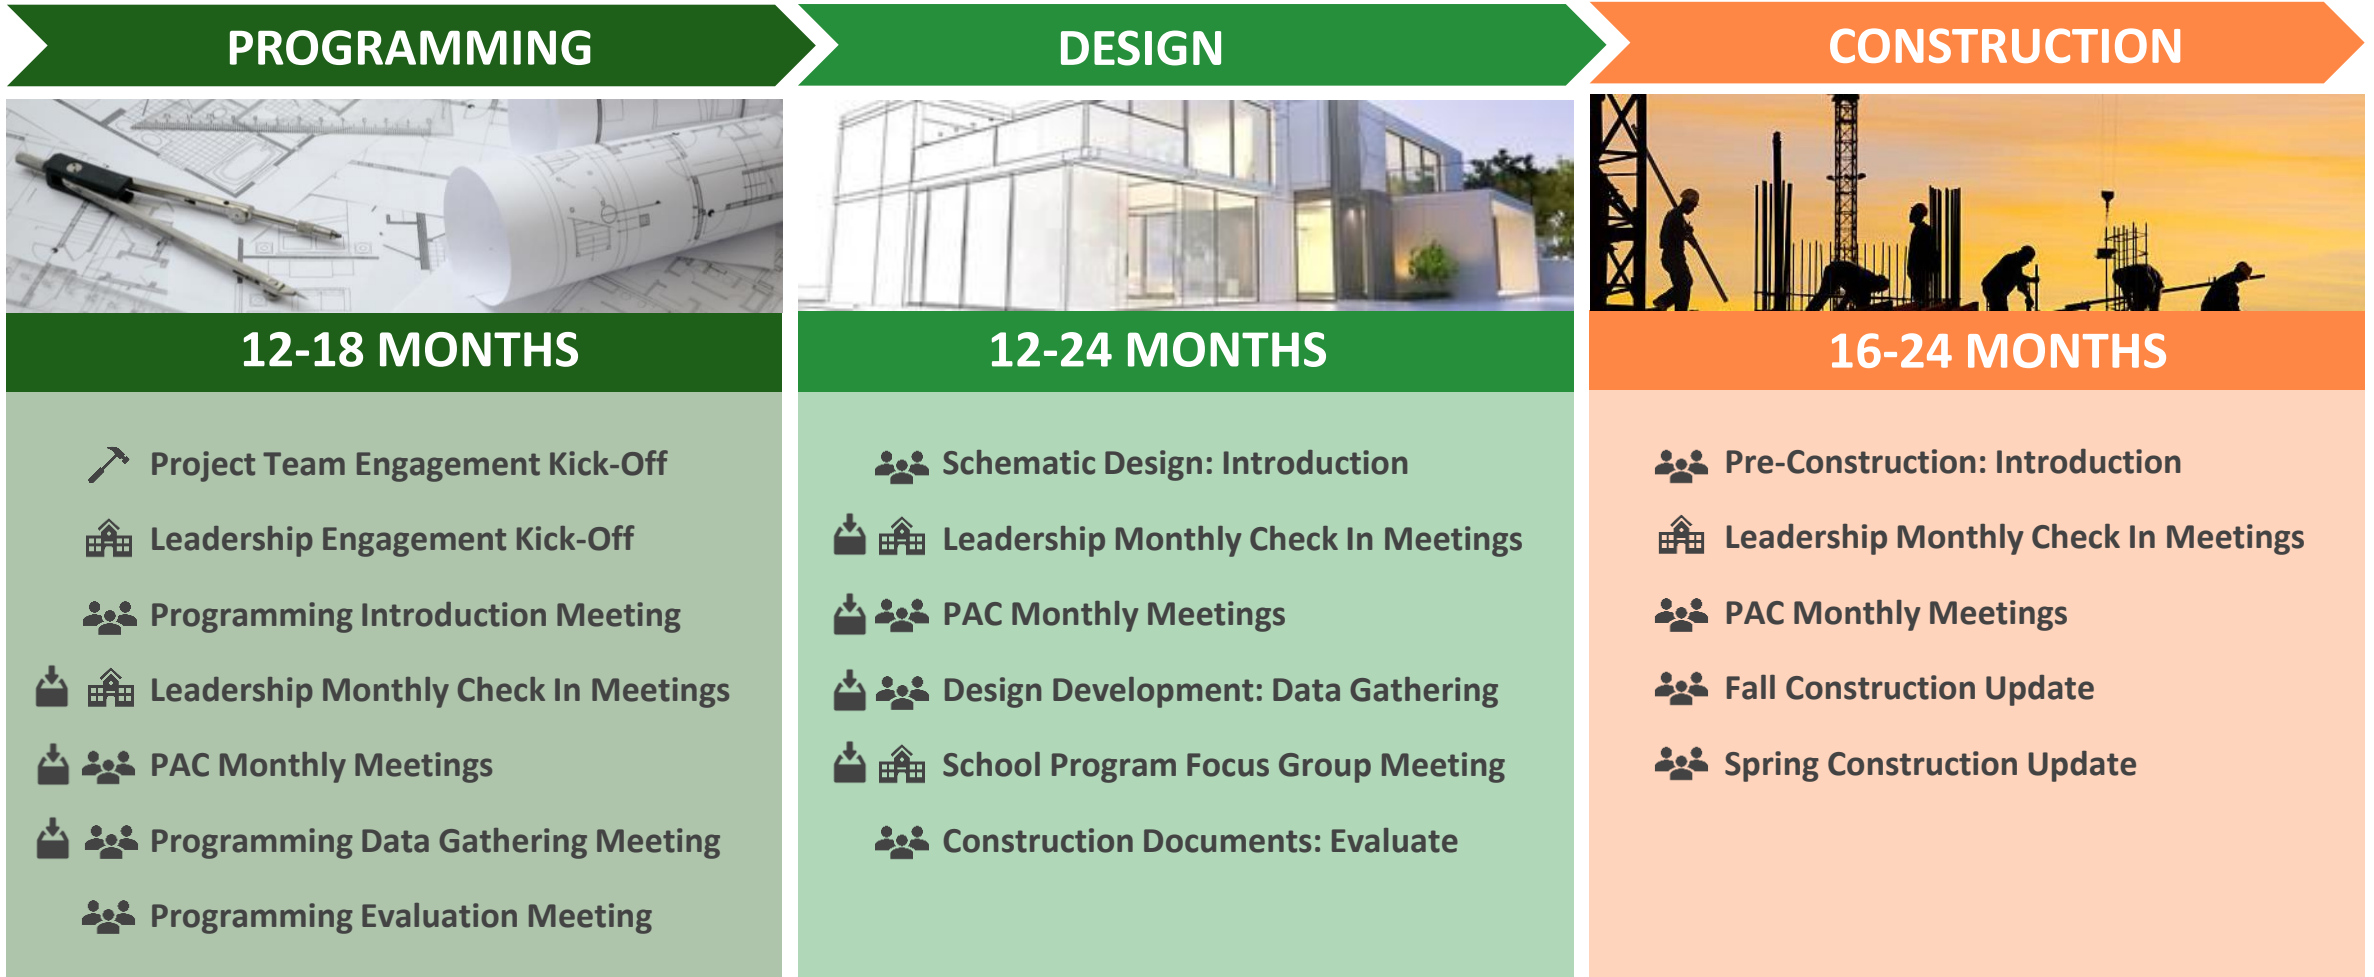 PROGRAMMING
12-18 MONTHS
Project Team Engagement Kick-Off
Leadership Engagement Kick-Off
Programming Introduction Meeting
Leadership Monthly Check In Meetings
PAC Monthly Meetings
Programming Data Gathering Meeting
Programming Evaluation Meeting
DESIGN
12-24 MONTHS
Schematic Design: Introduction
Leadership Monthly Check In Meetings
PAC Monthly Meetings
Design Development: Data Gathering
School Program Focus Group Meeting
Construction Documents: Evaluate
CONSTRUCTION
16-24 MONTHS
Pre-Construction: Introduction
Leadership Monthly Check In Meetings
PAC Monthly Meetings
Fall Construction Update
Spring Construction Update